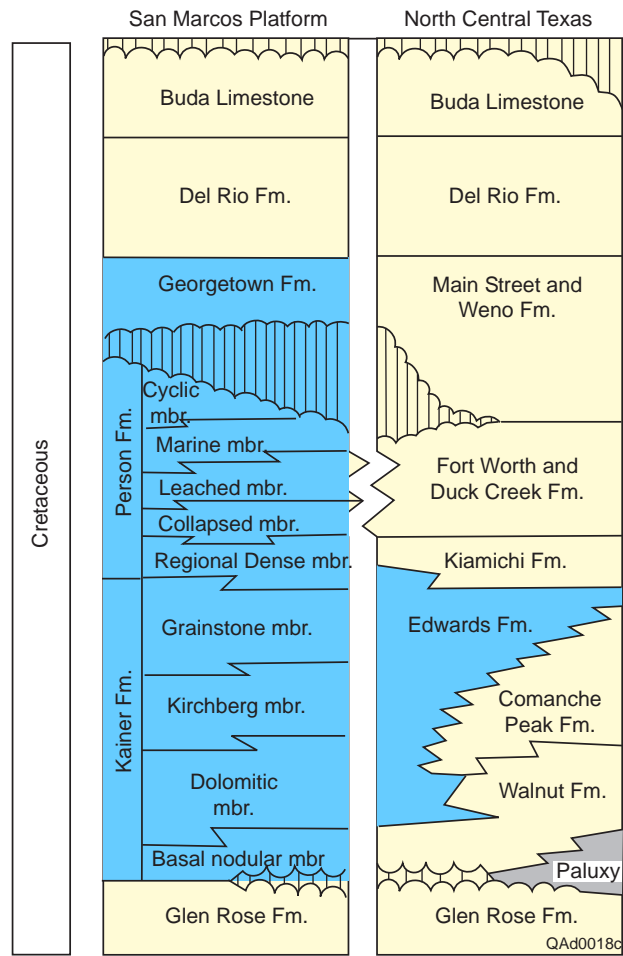 San Marcos Platform
North Central Texas
Cretaceous
Buda Limestone
Del Rio Fm.
Georgetown Fm.
Person Fm.
Cyclic
mbr.
Marine mbr.
Leached mbr.
Collapsed mbr.
Regional Dense mbr.
Kainer Fm.
Grainstone mbr.
Kirchberg mbr.
Dolomitic
mbr.
Basal nodular mbr
Glen Rose Fm.
Buda Limestone
Del Rio Fm.
Main Street and
Weno Fm.
Fort Worth and
Duck Creek Fm.
Kiamichi Fm.
Edwards Fm.
Comanche
Peak Fm.
Walnut Fm.
Paluxy
Glen Rose Fm.
QAd0018c